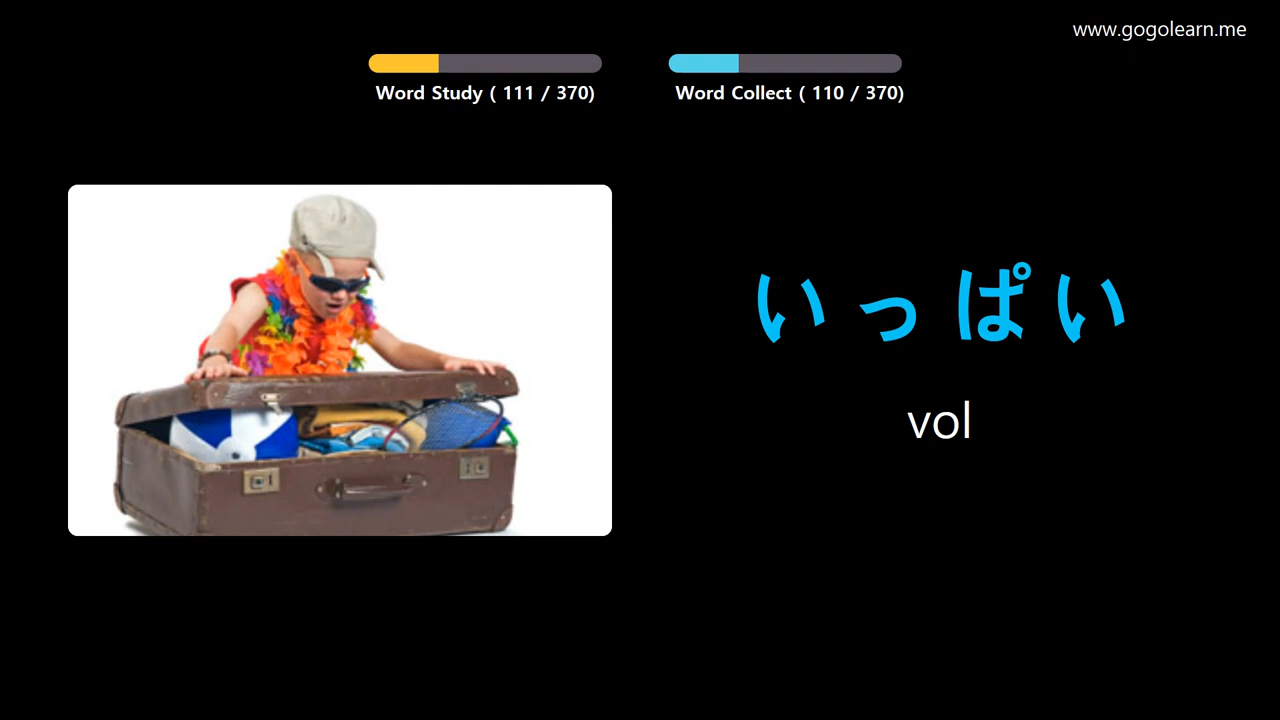 www.gogolearn.me
Word Study ( 111 / 370)
Word Collect ( 110 / 370)
いっぱい
vol